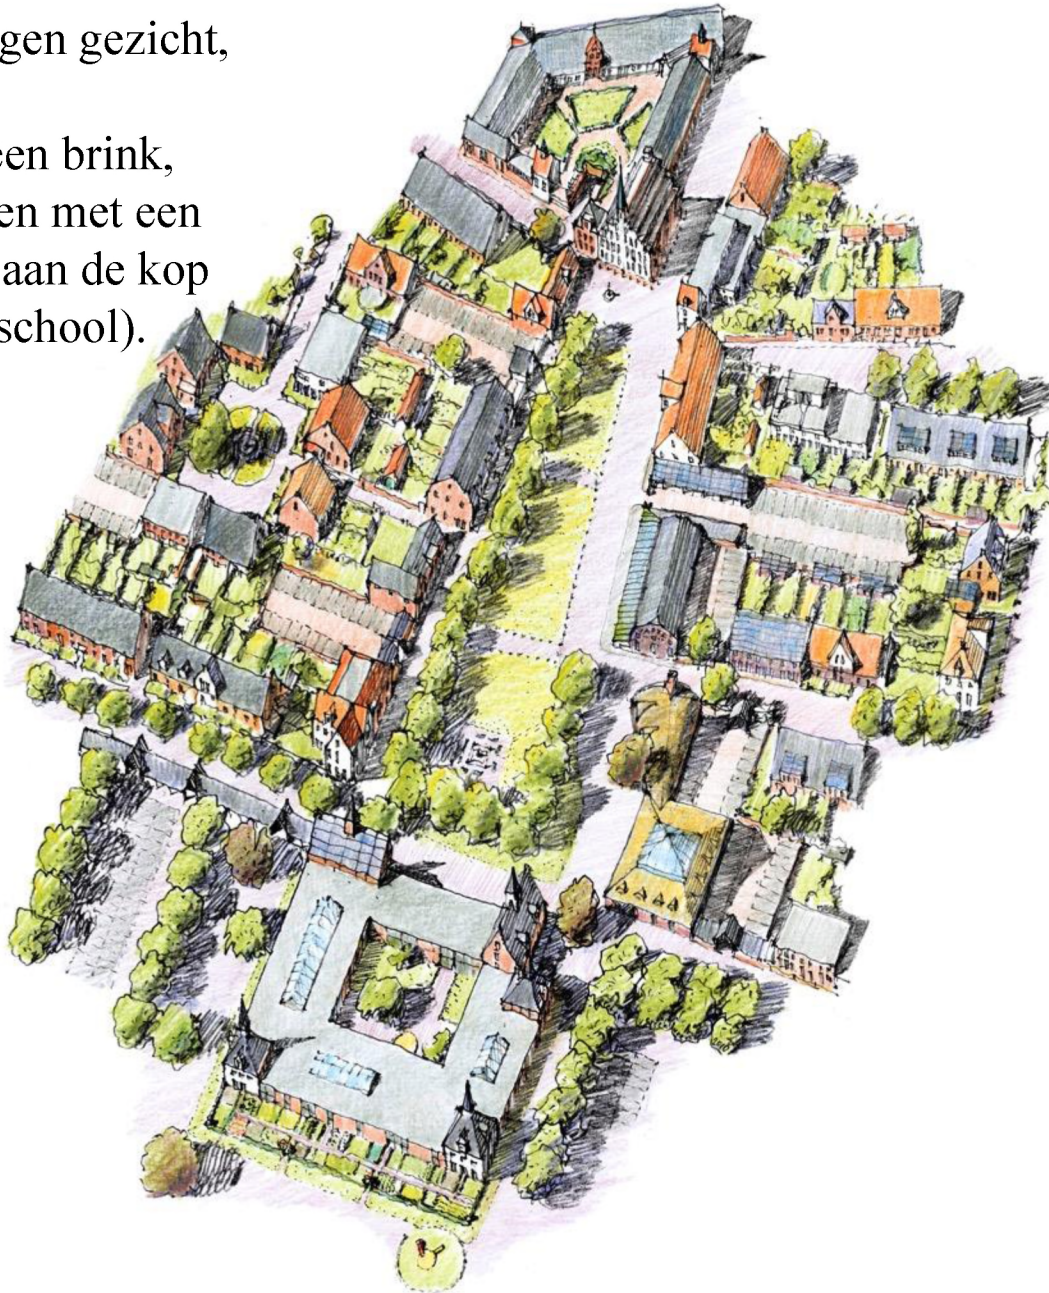 gen gezicht,
een brink,
en met een
aan de kop
school).